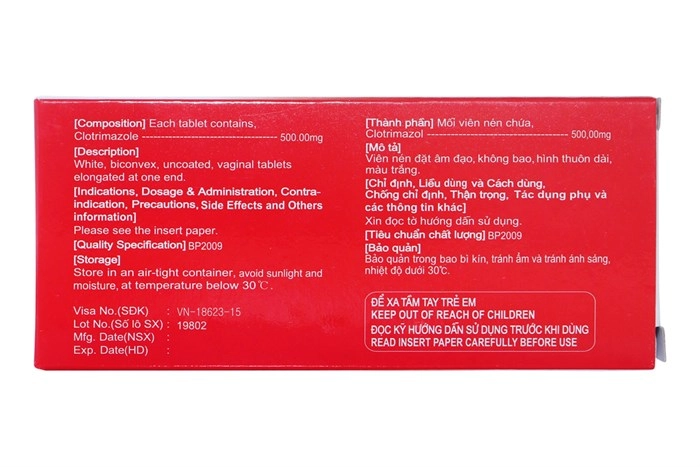 [Composition] Each tablet contains,
Clotrimazole ---------------------------------- 500.00mg
[Description]
White, biconvex, uncoated, vaginal tablets
elongated at one end.
[Indications, Dosage & Administration, Contra-
indication, Precautions, Side Effects and Others
information]
Please see the insert paper.
[Quality Specification] BP2009
[Storage]
Store in an air-tight container, avoid sunlight and
moisture, at temperature below 30℃.
Visa No.(SĐK) : VN-18623-15
Lot No.(Số lô SX) : 19802
Mfg. Date(NSX) :
Exp. Date(HD) :
[Thành phần] Mỗi viên nén chứa,
Clotrimazol ---------------------------------- 500,00mg
[Mô tả]
Viên nén đặt âm đạo, không bao, hình thuôn dài,
màu trắng.
[Chỉ định, Liều dùng và Cách dùng,
Chống chỉ định, Thận trọng, Tác dụng phụ và
các thông tin khác]
Xin đọc tờ hướng dẫn sử dụng.
[Tiêu chuẩn chất lượng] BP2009
[Bảo quản]
Bảo quản trong bao bì kín, tránh ẩm và tránh ánh sáng,
nhiệt độ dưới 30℃.
ĐỂ XA TẦM TAY TRẺ EM
KEEP OUT OF REACH OF CHILDREN
ĐỌC KỸ HƯỚNG DẪN SỬ DỤNG TRƯỚC KHI DÙNG
READ INSERT PAPER CAREFULLY BEFORE USE